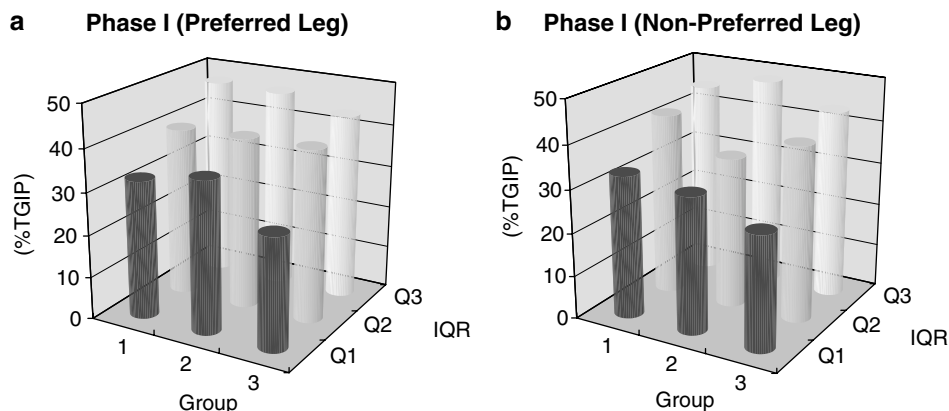 a Phase I (Preferred Leg)
50
40
30
20
10
0
(%TGIP)
1
2
3
Group
Q1
Q2
Q3
IQR
b Phase I (Non-Preferred Leg)
50
40
30
20
10
0
(%TGIP)
1
2
3
Group
Q1
Q2
Q3
IQR